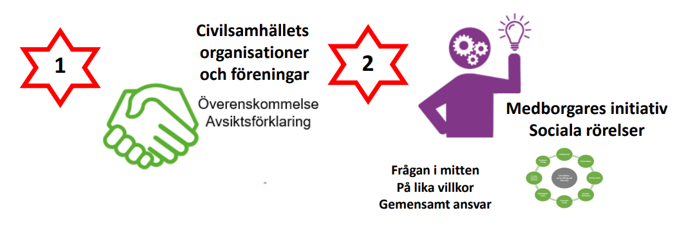 1
Civilsamhällets
organisationer
och föreningar
Överenskommelse
Avsiktsförklaring
2
Medborgares initiativ
Sociala rörelser
Frågan i mitten
På lika villkor
Gemensamt ansvar